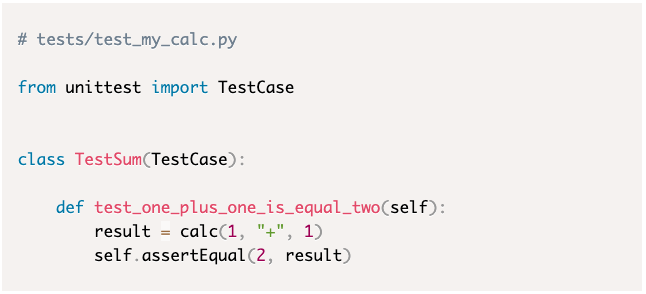 # tests/test_my_calc.py
from unittest import TestCase
class TestSum(TestCase):
def test_one_plus_one_is_equal_two(self):
result = calc(1, "+", 1)
self.assertEqual(2, result)